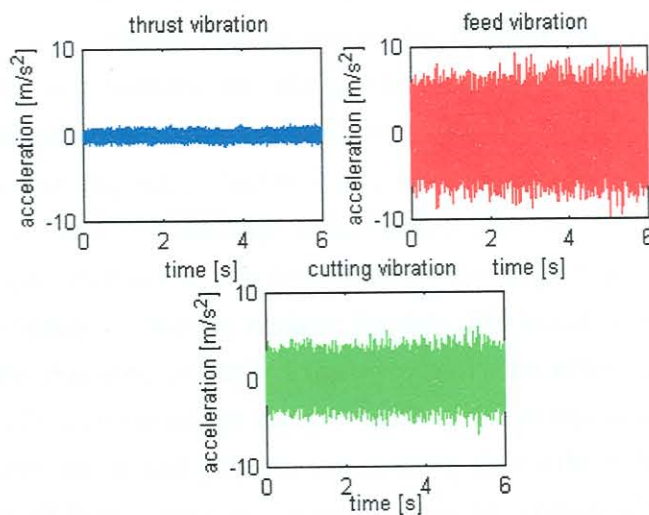 thrust vibration
acceleration [m/s²]
10
0
-10
0 2 4 6
time [s]
feed vibration
acceleration [m/s²]
10
0
-10
0 2 4 6
time [s]
cutting vibration
acceleration [m/s²]
10
0
-10
0 2 4 6
time [s]